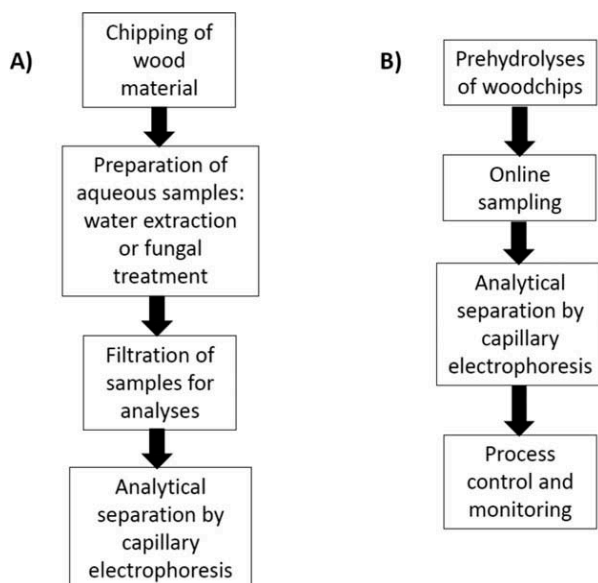 A)
Chipping of
wood
material
Preparation of
aqueous samples:
water extraction
or fungal
treatment
Filtration of
samples for
analyses
Analytical
separation by
capillary
electrophoresis
B)
Prehydrolyses
of woodchips
Online
sampling
Analytical
separation by
capillary
electrophoresis
Process
control and
monitoring